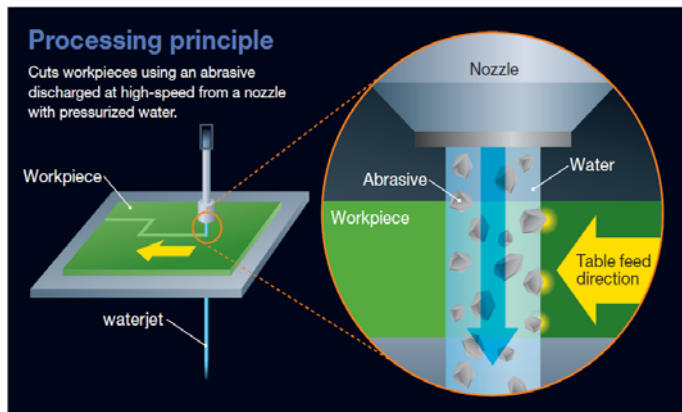 Processing principle
Cuts workpieces using an abrasive
discharged at high-speed from a nozzle
with pressurized water.
Workpiece
waterjet
Nozzle
Abrasive
Water
Workpiece
Table feed
direction